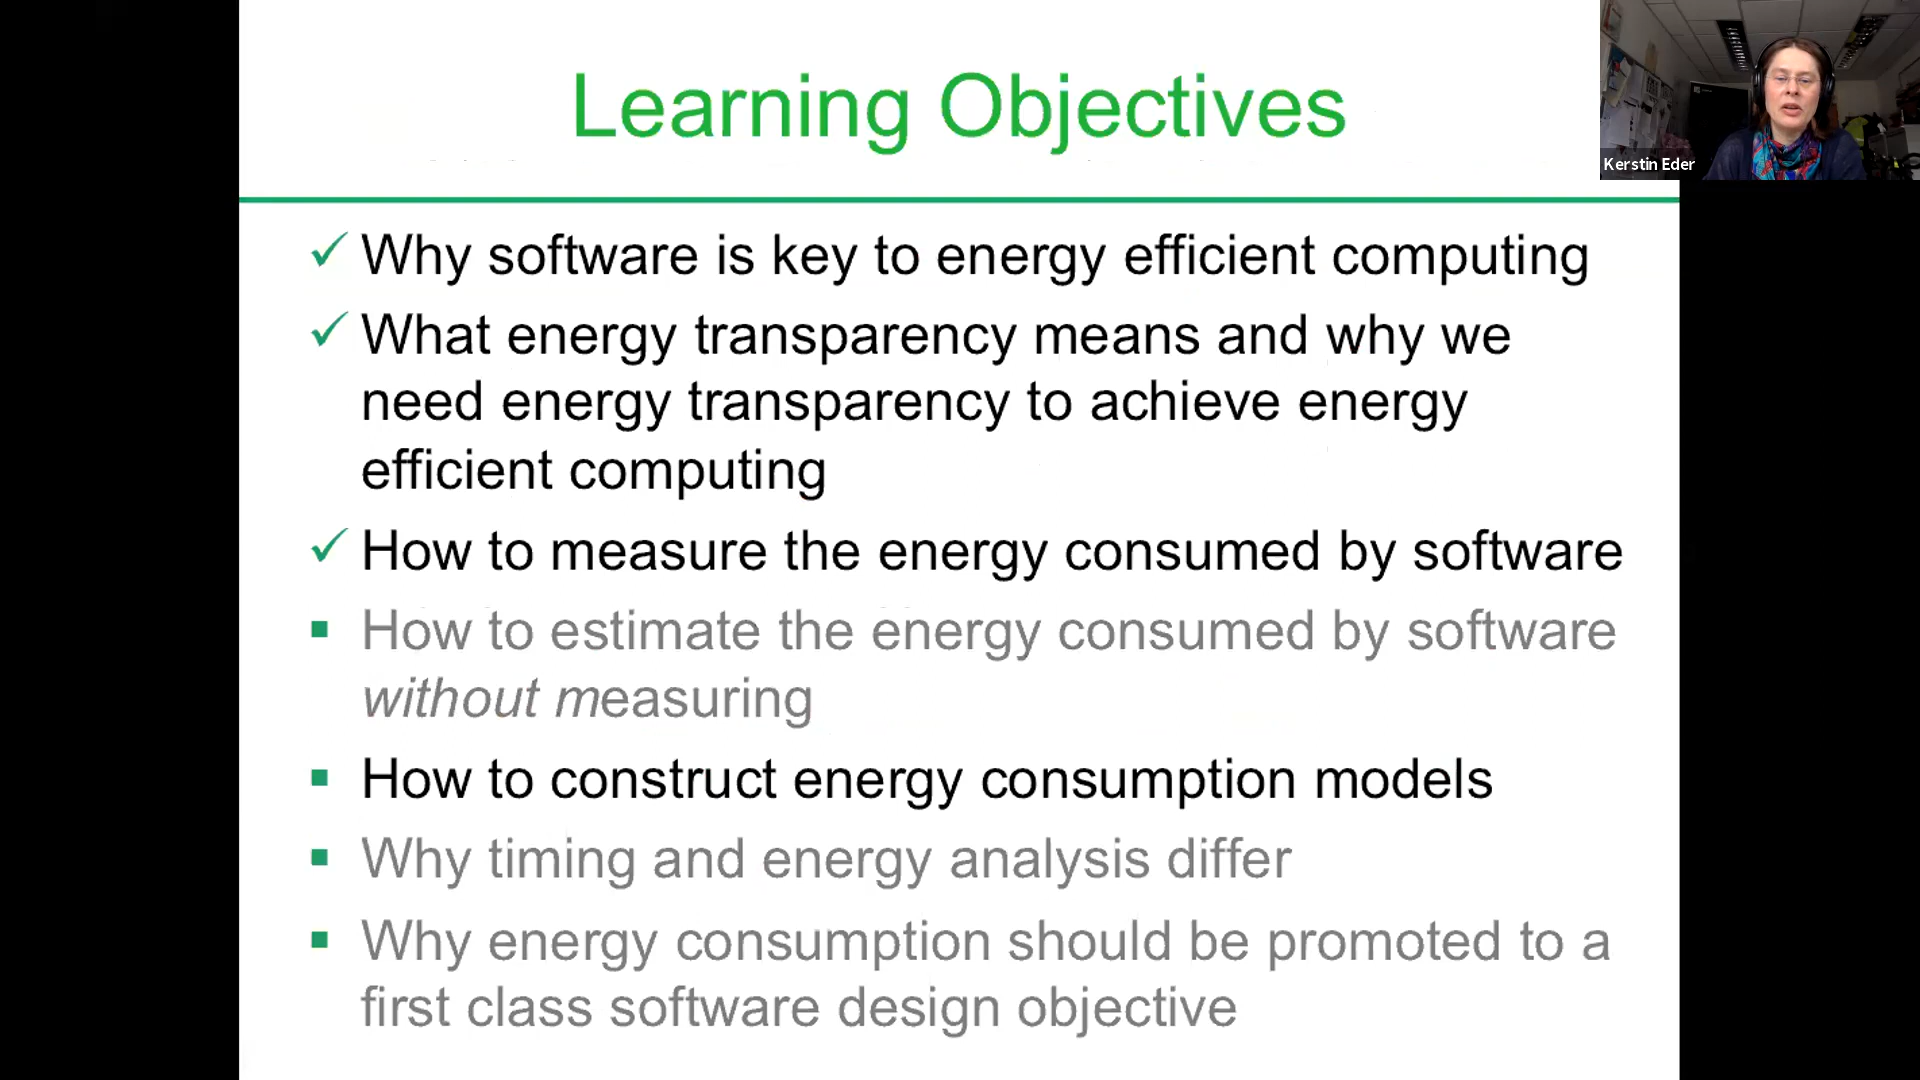 Learning Objectives
Kerstin Eder
✓ Why software is key to energy efficient computing
✓ What energy transparency means and why we
need energy transparency to achieve energy
efficient computing
✓ How to measure the energy consumed by software
▪ How to estimate the energy consumed by software
without measuring
▪ How to construct energy consumption models
▪ Why timing and energy analysis differ
▪ Why energy consumption should be promoted to a
first class software design objective